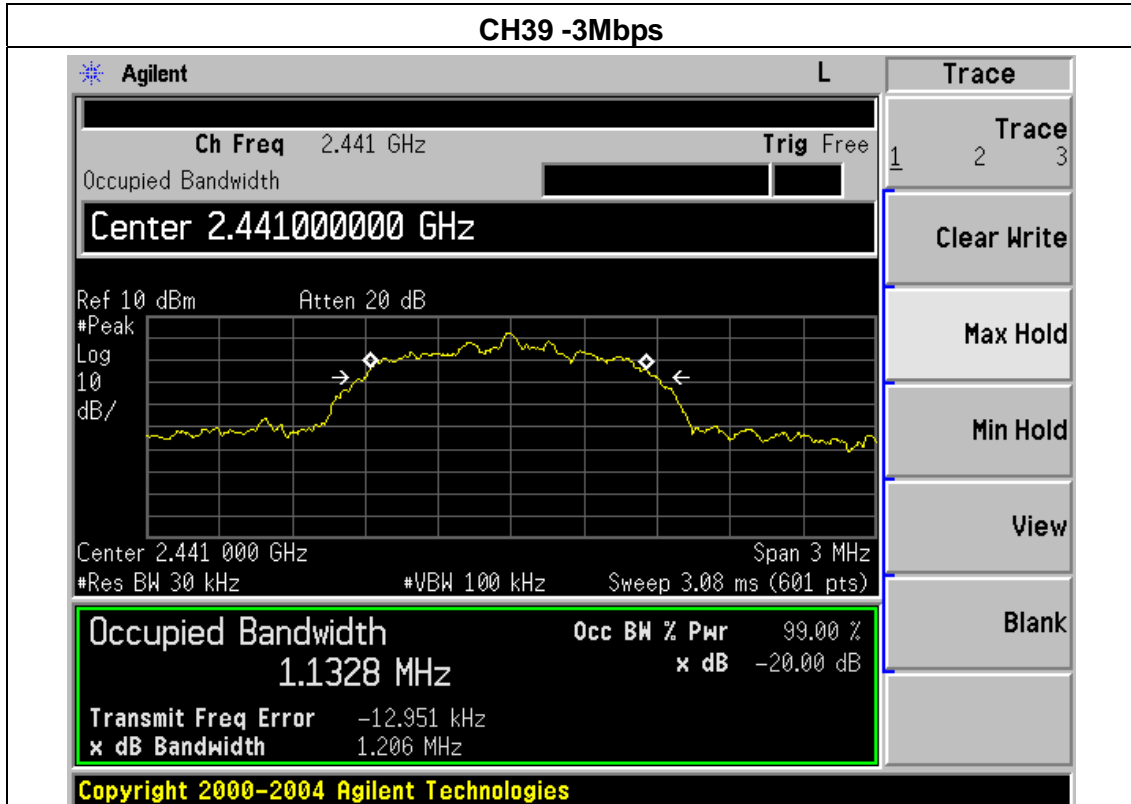 CH39 -3Mbps
Agilent L Trace
Ch Freq 2.441 GHz Trig Free
Occupied Bandwidth
Center 2.441000000 GHz
Ref 10 dBm Atten 20 dB
#Peak
Log
10
dB/
Center 2.441 000 GHz Span 3 MHz
#Res BW 30 kHz #VBW 100 kHz Sweep 3.08 ms (601 pts)
Occupied Bandwidth Occ BW % Pwr 99.00 %
1.1328 MHz x dB -20.00 dB
Transmit Freq Error -12.951 kHz
x dB Bandwidth 1.206 MHz
Copyright 2000-2004 Agilent Technologies
Trace
1 2 3
Clear Write
Max Hold
Min Hold
View
Blank